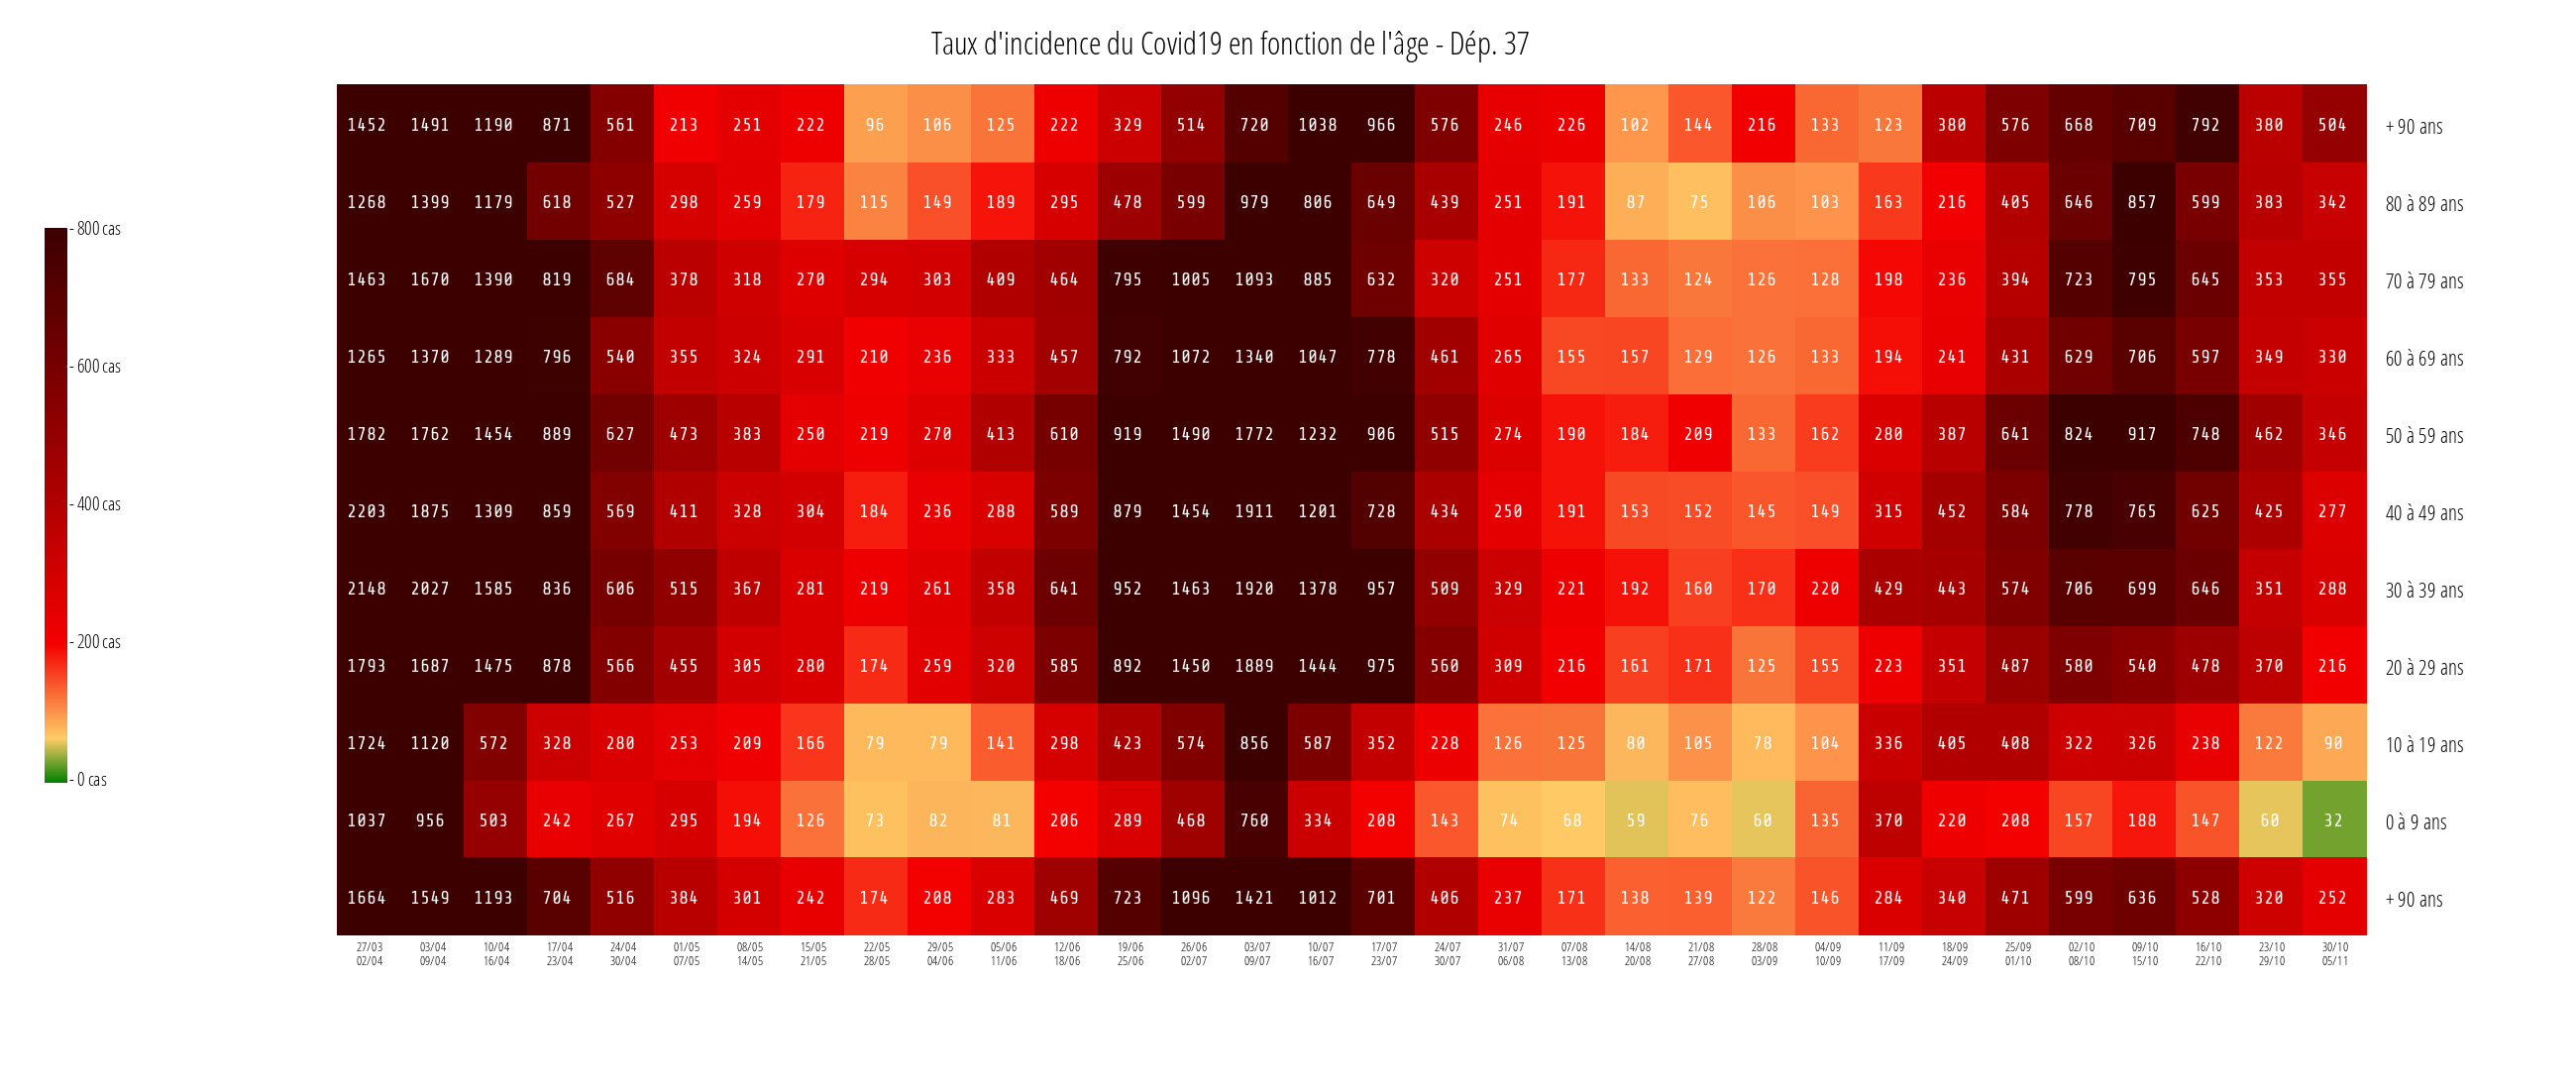 Taux d'incidence du Covid19 en fonction de l'âge - Dép. 37
1452 1491 1190 871 561 213 251 222 96 106 125 222 329 514 720 1038 966 576 246 226 102 144 216 133 123 380 576 668 709 792 380 504 + 90 ans
1268 1399 1179 618 527 298 259 179 115 149 189 295 478 599 979 806 649 439 251 191 87 75 106 103 163 216 405 646 857 599 383 342 80 à 89 ans
- 800 cas
1463 1670 1390 819 684 378 318 270 294 303 409 464 795 1005 1093 885 632 320 251 177 133 124 126 128 198 236 394 723 795 645 353 355 70 à 79 ans
1265 1370 1289 796 540 355 324 291 210 236 333 457 792 1072 1340 1047 778 461 265 155 157 129 126 133 194 241 431 629 706 597 349 330 60 à 69 ans
- 600 cas
1782 1762 1454 889 627 473 383 250 219 270 413 610 919 1490 1772 1232 906 515 274 190 184 209 133 162 280 387 641 824 917 748 462 346 50 à 59 ans
- 400 cas
2203 1875 1309 859 569 411 328 304 184 236 288 589 879 1454 1911 1201 728 434 250 191 153 152 145 149 315 452 584 778 765 625 425 277 40 à 49 ans
2148 2027 1585 836 606 515 367 281 219 261 358 641 952 1463 1920 1378 957 509 329 221 192 160 170 220 429 443 574 706 699 646 351 288 30 à 39 ans
- 200 cas
1793 1687 1475 878 566 455 305 280 174 259 320 585 892 1450 1889 1444 975 560 309 216 161 171 125 155 223 351 487 580 540 478 370 216 20 à 29 ans
1724 1120 572 328 280 253 209 166 79 79 141 298 423 574 856 587 352 228 126 125 80 105 78 104 336 405 408 322 326 238 122 90 10 à 19 ans
- 0 cas
1037 956 503 242 267 295 194 126 73 82 81 206 289 468 760 334 208 143 74 68 59 76 60 135 370 220 208 157 188 147 60 32 0 à 9 ans
1664 1549 1193 704 516 384 301 242 174 208 283 469 723 1096 1421 1012 701 406 237 171 138 139 122 146 284 340 471 599 636 528 320 252 + 90 ans
27/03 03/04 10/04 17/04 24/04 01/05 08/05 15/05 22/05 29/05 05/06 12/06 19/06 26/06 03/07 10/07 17/07 24/07 31/07 07/08 14/08 21/08 28/08 04/09 11/09 18/09 25/09 02/10 09/10 16/10 23/10 30/10
02/04 09/04 16/04 23/04 30/04 07/05 14/05 21/05 28/05 04/06 11/06 18/06 25/06 02/07 09/07 16/07 23/07 30/07 06/08 13/08 20/08 27/08 03/09 10/09 17/09 24/09 01/10 08/10 15/10 22/10 29/10 05/11